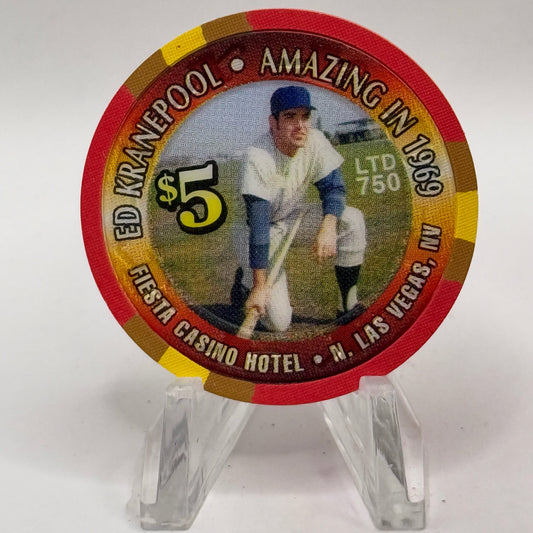 ED KRANEPOOL • AMAZING IN 1969
$5
LTD
750
FIESTA CASINO HOTEL • N. LAS VEGAS, NV